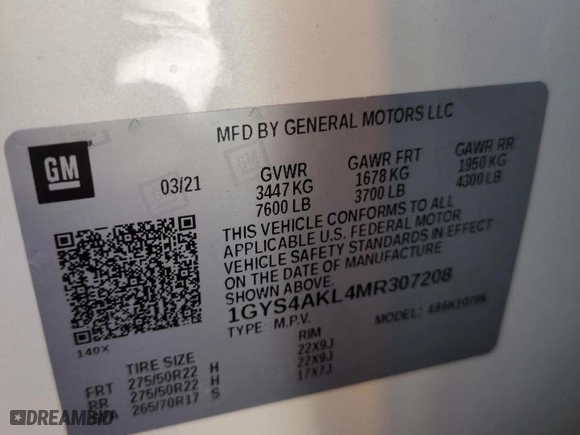 MFD BY GENERAL MOTORS LLC
GM
03/21
GVWR GAWR FRT GAWR RR
3447 KG 1678 KG 1950 KG
7600 LB 3700 LB 4300 LB
THIS VEHICLE CONFORMS TO ALL
APPLICABLE U.S. FEDERAL MOTOR
VEHICLE SAFETY STANDARDS IN EFFECT
ON THE DATE OF MANUFACTURE
SHOWN ABOVE.
1GYS4AKL4MR307208
TYPE: M.P.V. MODEL: 486K10706
149X
TIRE SIZE RIM
FRT 275/50R22 H 22X9J
RR 275/50R22 H 22X9J
265/70R17 S 17X7J
DREAMBID